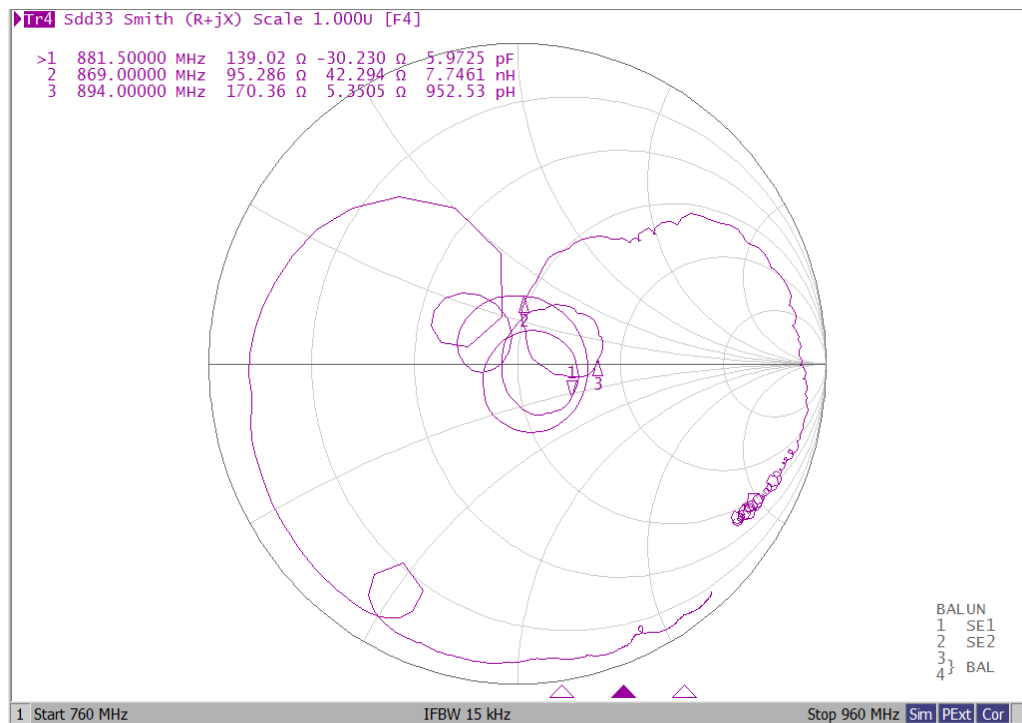 Tr4 Sdd33 Smith (R+jX) Scale 1.000U [F4]
>1 881.50000 MHz 139.02 Ω -30.230 Ω 5.9725 pF
2 869.00000 MHz 95.286 Ω 42.294 Ω 7.7461 nH
3 894.00000 MHz 170.36 Ω 5.3505 Ω 952.53 pH
2
1
3
BALUN
1 SE1
2 SE2
3
4} BAL
1 Start 760 MHz IFBW 15 kHz Stop 960 MHz Sim PExt Cor